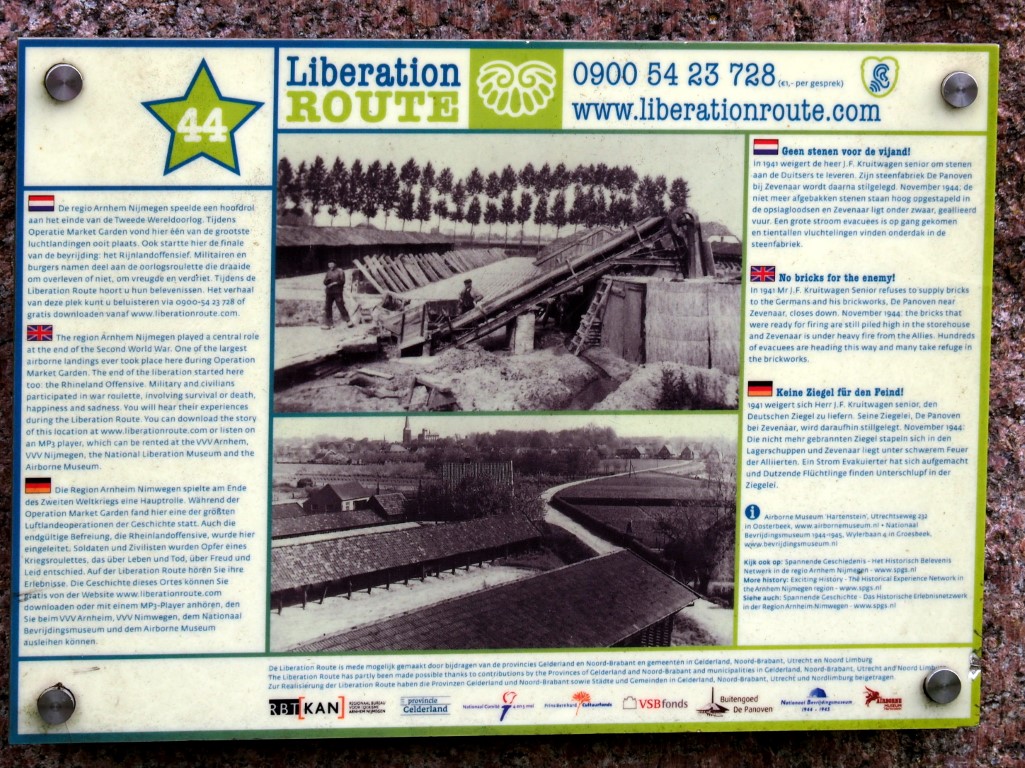 44
Liberation
ROUTE
0900 54 23 728 (€1,- per gesprek)
www.liberationroute.com
De regio Arnhem Nijmegen speelde een hoofdrol
aan het einde van de Tweede Wereldoorlog. Tijdens
Operatie Market Garden vond hier één van de grootste
luchtlandingen ooit plaats. Ook startte hier de finale
van de bevrijding: het Rijnlandoffensief. Militairen en
burgers namen deel aan de oorlogsroulette die draaide
om overleven of niet, om vreugde en verdriet. Tijdens de
Liberation Route hoort u hun belevenissen. Het verhaal
van deze plek kunt u beluisteren via 0900-54 23 728 of
gratis downloaden vanaf www.liberationroute.com.
The region Arnhem Nijmegen played a central role
at the end of the Second World War. One of the largest
airborne landings ever took place here during Operation
Market Garden. The end of the liberation started here
too: the Rhineland Offensive. Military and civilians
participated in war roulette, involving survival or death,
happiness and sadness. You will hear their experiences
during the Liberation Route. You can download the story
of this location at www.liberationroute.com or listen on
an MP3 player, which can be rented at the VVV Arnhem,
VVV Nijmegen, the National Liberation Museum and the
Airborne Museum.
Die Region Arnheim Nimwegen spielte am Ende
des Zweiten Weltkriegs eine Hauptrolle. Während der
Operation Market Garden fand hier eine der größten
Luftlandeoperationen der Geschichte statt. Auch die
endgültige Befreiung, die Rheinlandoffensive, wurde hier
eingeleitet. Soldaten und Zivilisten wurden Opfer eines
Kriegsroulettes, das über Leben und Tod, über Freud und
Leid entschied. Auf der Liberation Route hören Sie ihre
Erlebnisse. Die Geschichte dieses Ortes können Sie
gratis von der Website www.liberationroute.com
downloaden oder mit einem MP3-Player anhören, den
Sie beim VVV Arnheim, VVV Nimwegen, dem Nationaal
Bevrijdingsmuseum und dem Airborne Museum
ausleihen können.
Geen stenen voor de vijand!
In 1941 weigert de heer J.F. Kruitwagen senior om stenen
aan de Duitsers te leveren. Zijn steenfabriek De Panoven
bij Zevenaar wordt daarna stilgelegd. November 1944: de
niet meer afgebakken stenen staan hoog opgestapeld in
de opslagloodsen en Zevenaar ligt onder zwaar, geallieerd
vuur. Een grote stroom evacuees is op gang gekomen
en tientallen vluchtelingen vinden onderdak in de
steenfabriek.
No bricks for the enemy!
In 1941 Mr J.F. Kruitwagen Senior refuses to supply bricks
to the Germans and his brickworks, De Panoven near
Zevenaar, closes down. November 1944: the bricks that
were ready for firing are still piled high in the storehouse
and Zevenaar is under heavy fire from the Allies. Hundreds
of evacuees are heading this way and many take refuge in
the brickworks.
Keine Ziegel für den Feind!
1941 weigert sich Herr J.F. Kruitwagen senior, den
Deutschen Ziegel zu liefern. Seine Ziegelei, De Panoven
bei Zevenaar, wird daraufhin stillgelegt. November 1944:
Die nicht mehr gebrannten Ziegel stapeln sich in den
Lagerschuppen und Zevenaar liegt unter schwerem Feuer
der Alliierten. Ein Strom Evakuierter hat sich aufgemacht
und Dutzende Flüchtlinge finden Unterschlupf in der
Ziegelei.
Airborne Museum 'Hartenstein', Utrechtseweg 232
in Oosterbeek, www.airbornemuseum.nl • Nationaal
Bevrijdingsmuseum 1944-1945, Wylerbaan 4 in Groesbeek,
www.bevrijdingsmuseum.nl
Kijk ook op: Spannende Geschiedenis - Het Historisch Belevenis
Netwerk in de regio Arnhem Nijmegen - www.spgs.nl
More history: Exciting History - The Historical Experience Network in
the Arnhem Nijmegen region - www.spgs.nl
Siehe auch: Spannende Geschichte - Das Historische Erlebnisnetzwerk
in der Region Arnheim Nimwegen - www.spgs.nl
De Liberation Route is mede mogelijk gemaakt door bijdragen van de provincies Gelderland en Noord-Brabant en gemeenten in Gelderland, Noord-Brabant, Utrecht en Noord Limburg
The Liberation Route has partly been made possible thanks to contributions by the Provinces of Gelderland and Noord-Brabant and municipalities in Gelderland, Noord-Brabant, Utrecht and Noord Limburg
Zur Realisierung der Liberation Route haben die Provinzen Gelderland und Noord-Brabant sowie Städte und Gemeinden in Gelderland, Noord-Brabant, Utrecht und Nordlimburg beigetragen.
RBT[KAN] REGIONAAL BUREAU VOOR TOERISME ARNHEM NIJMEGEN
provincie Gelderland
Nationaal Comité 4 en 5 mei
Prins Bernhard Cultuurfonds
VSBfonds
Buitengoed De Panoven
Nationaal Bevrijdingsmuseum 1944 - 1945
AIRBORNE MUSEUM